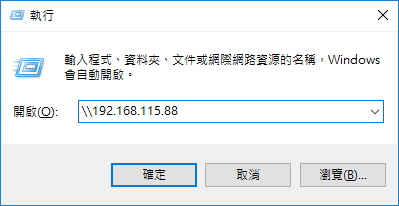 執行
輸入程式、資料夾、文件或網際網路資源的名稱，Windows
會自動開啟。
開啟(O): \\192.168.115.88
確定 取消 瀏覽(B)...